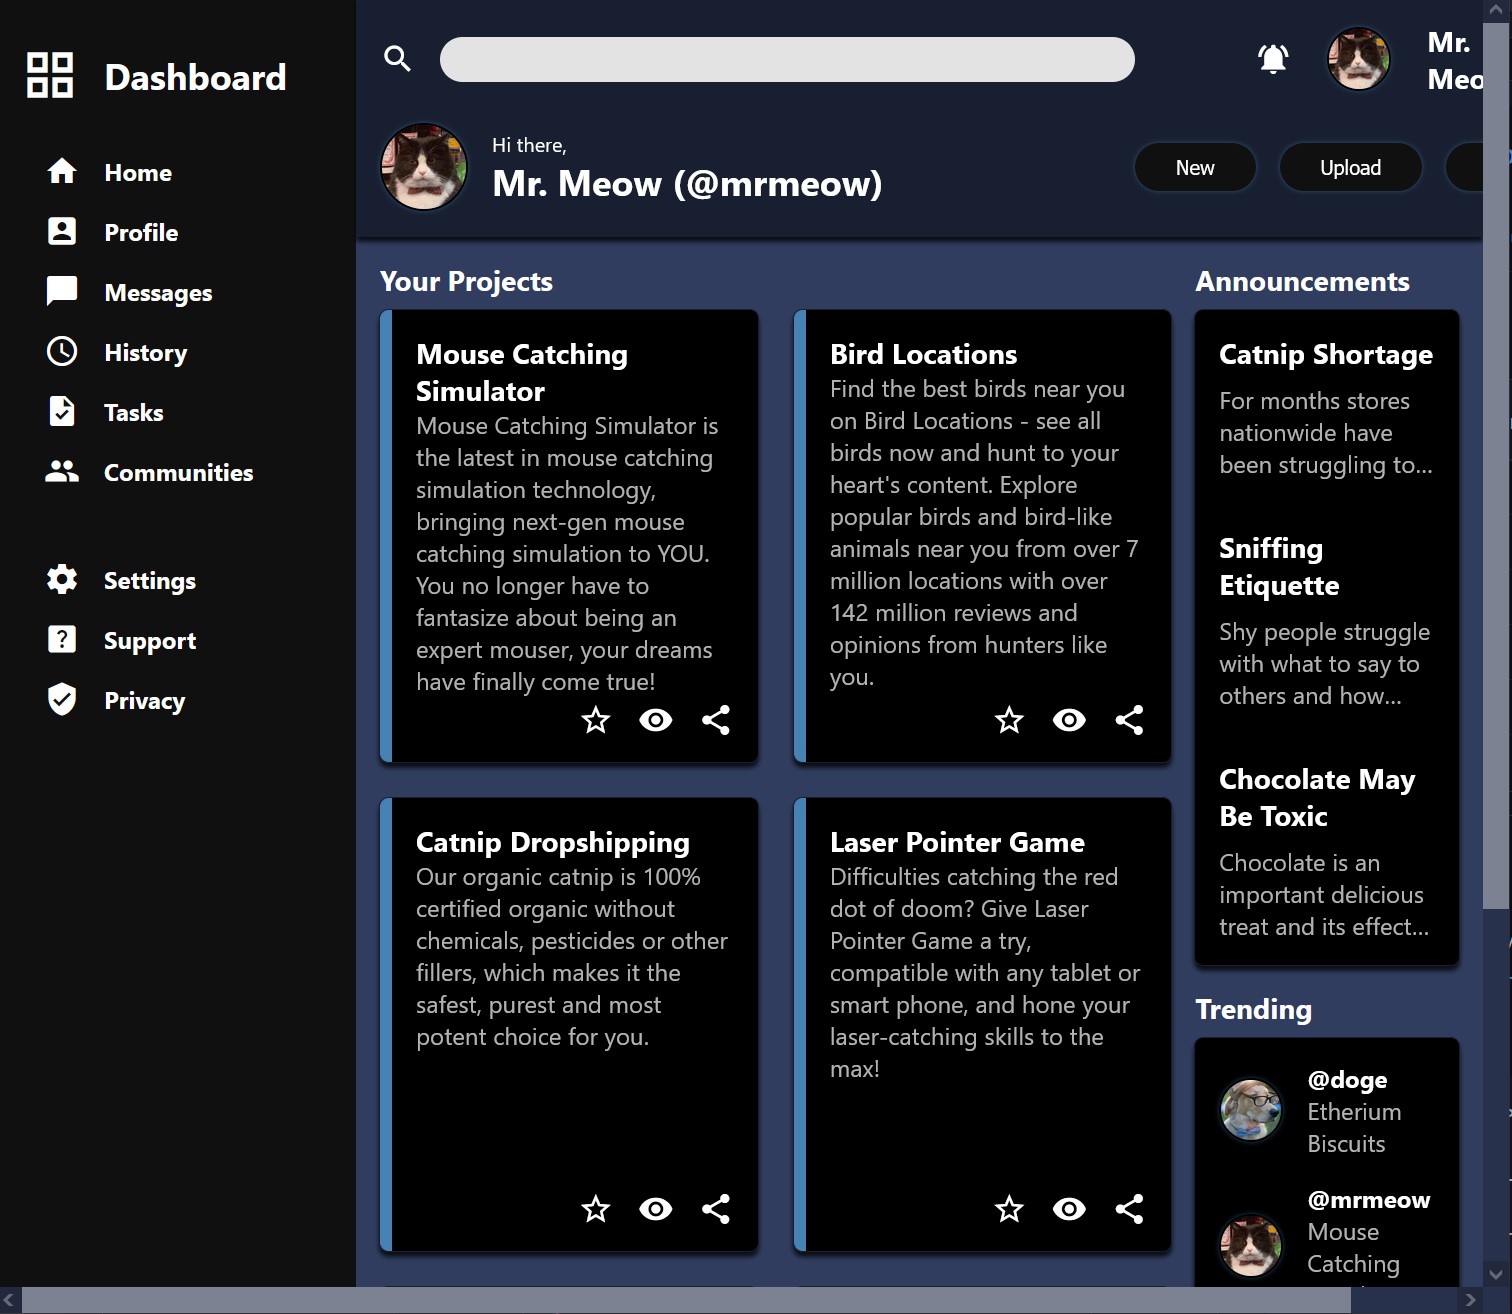 Dashboard
Home
Profile
Messages
History
Tasks
Communities
Settings
Support
Privacy
Mr.
Meo
Hi there,
Mr. Meow (@mrmeow)
New
Upload
Your Projects
Mouse Catching
Simulator
Mouse Catching Simulator is
the latest in mouse catching
simulation technology,
bringing next-gen mouse
catching simulation to YOU.
You no longer have to
fantasize about being an
expert mouser, your dreams
have finally come true!
Bird Locations
Find the best birds near you
on Bird Locations - see all
birds now and hunt to your
heart's content. Explore
popular birds and bird-like
animals near you from over 7
million locations with over
142 million reviews and
opinions from hunters like
you.
Catnip Dropshipping
Our organic catnip is 100%
certified organic without
chemicals, pesticides or other
fillers, which makes it the
safest, purest and most
potent choice for you.
Laser Pointer Game
Difficulties catching the red
dot of doom? Give Laser
Pointer Game a try,
compatible with any tablet or
smart phone, and hone your
laser-catching skills to the
max!
Announcements
Catnip Shortage
For months stores
nationwide have
been struggling to...
Sniffing
Etiquette
Shy people struggle
with what to say to
others and how...
Chocolate May
Be Toxic
Chocolate is an
important delicious
treat and its effect...
Trending
@doge
Etherium
Biscuits
@mrmeow
Mouse
Catching